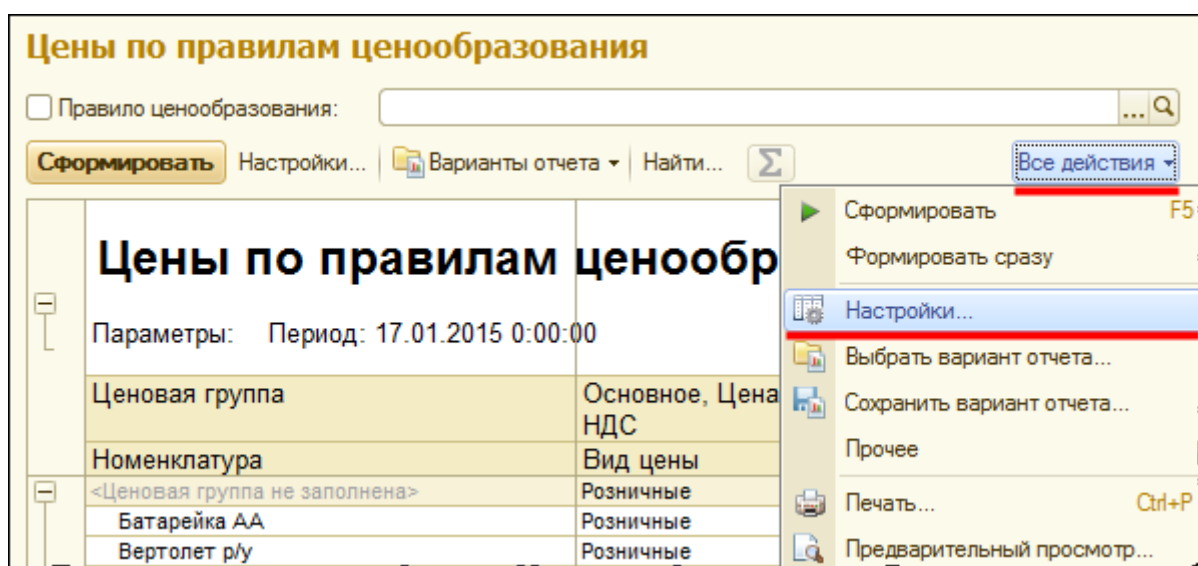 Цены по правилам ценообразования
Правило ценообразования:
...
Сформировать Настройки... Варианты отчета Найти... Σ Все действия
Сформировать F5
Формировать сразу
Настройки...
Выбрать вариант отчета...
Сохранить вариант отчета...
Прочее
Печать... Ctrl+P
Предварительный просмотр...
Цены по правилам ценообр
Параметры: Период: 17.01.2015 0:00:00
Ценовая группа Основное, Цена
НДС
Номенклатура Вид цены
<Ценовая группа не заполнена> Розничные
Батарейка АА Розничные
Вертолет р/у Розничные